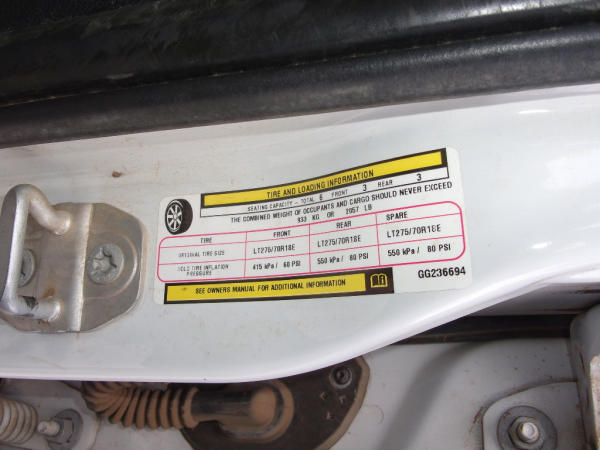 TIRE AND LOADING INFORMATION
SEATING CAPACITY - TOTAL 6 FRONT 3 REAR 3
THE COMBINED WEIGHT OF OCCUPANTS AND CARGO SHOULD NEVER EXCEED
933 KG OR 2057 LB
TIRE FRONT REAR SPARE
ORIGINAL TIRE SIZE LT275/70R18E LT275/70R18E LT275/70R18E
COLD TIRE INFLATION PRESSURE 415 kPa / 60 PSI 550 kPa / 80 PSI 550 kPa / 80 PSI
SEE OWNERS MANUAL FOR ADDITIONAL INFORMATION GG236694